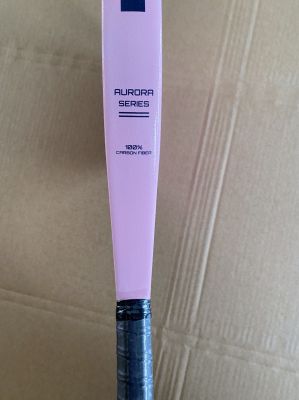 AURORA
SERIES
100%
CARBON FIBER